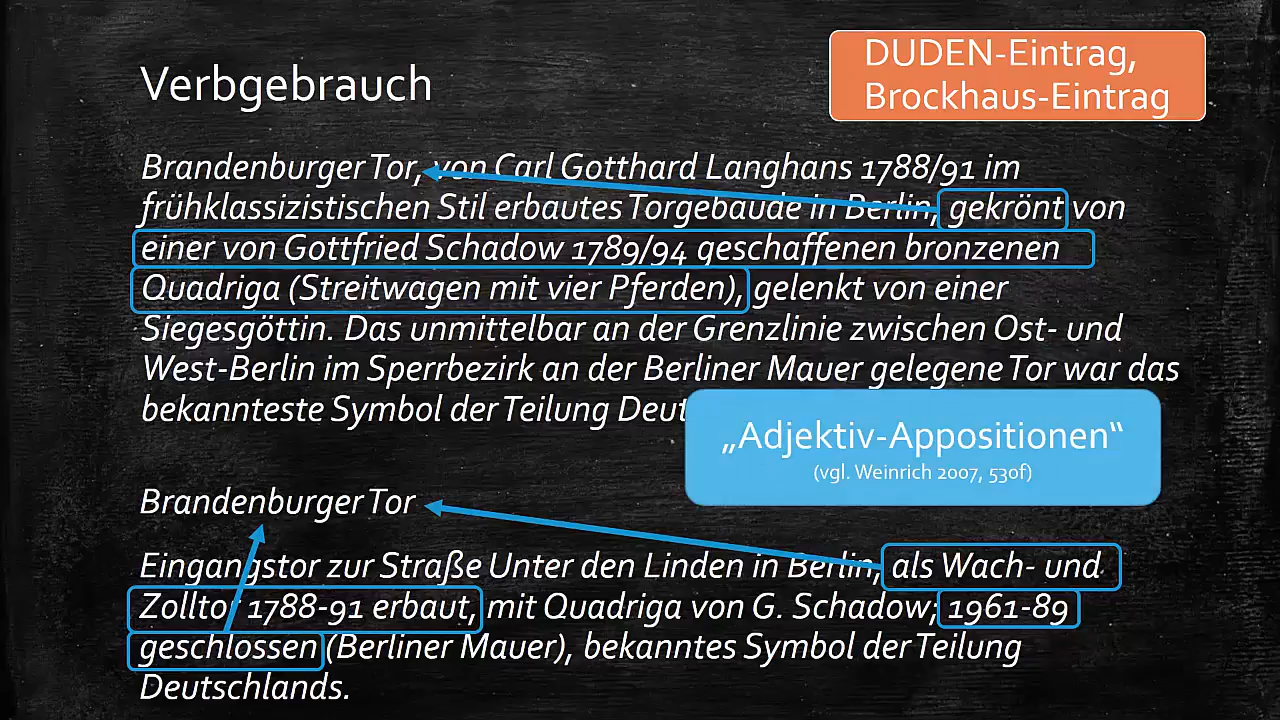 Verbgebrauch
DUDEN-Eintrag,
Brockhaus-Eintrag
Brandenburger Tor, von Carl Gotthard Langhans 1788/91 im
frühklassizistischen Stil erbautes Torgebäude in Berlin, gekrönt von
einer von Gottfried Schadow 1789/94 geschaffenen bronzenen
Quadriga (Streitwagen mit vier Pferden), gelenkt von einer
Siegesgöttin. Das unmittelbar an der Grenzlinie zwischen Ost- und
West-Berlin im Sperrbezirk an der Berliner Mauer gelegene Tor war das
bekannteste Symbol der Teilung Deut
„Adjektiv-Appositionen“
(vgl. Weinrich 2007, 530f)
Brandenburger Tor
Eingangstor zur Straße Unter den Linden in Berlin, als Wach- und
Zolltor 1788-91 erbaut, mit Quadriga von G. Schadow; 1961-89
geschlossen (Berliner Mauer), bekanntes Symbol der Teilung
Deutschlands.